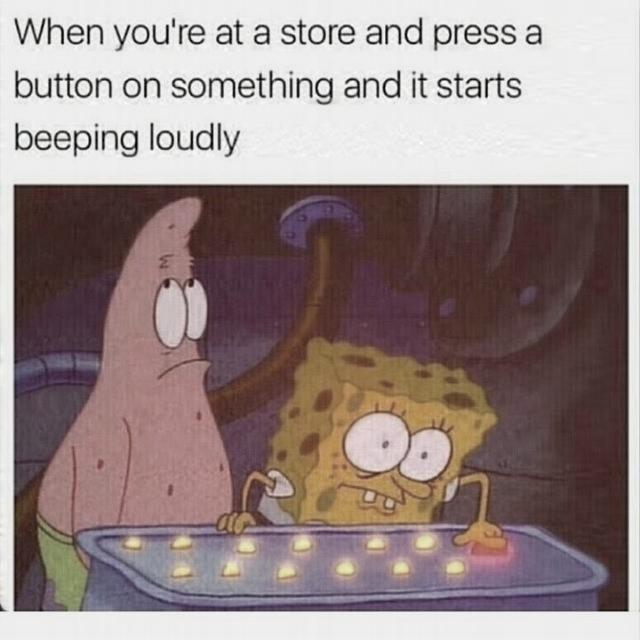 When you're at a store and press a
button on something and it starts
beeping loudly